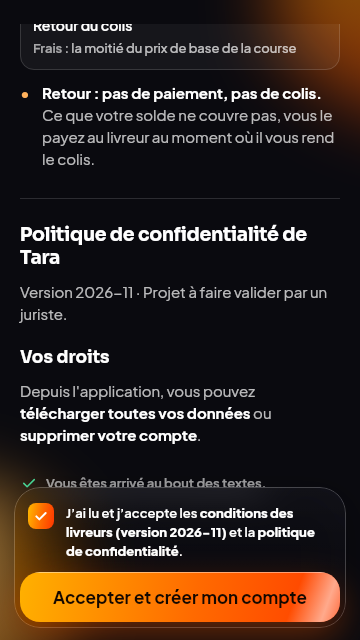 Retour du colis
Frais : la moitié du prix de base de la course
Retour : pas de paiement, pas de colis.
Ce que votre solde ne couvre pas, vous le
payez au livreur au moment où il vous rend
le colis.
Politique de confidentialité de
Tara
Version 2026-11 · Projet à faire valider par un
juriste.
Vos droits
Depuis l'application, vous pouvez
télécharger toutes vos données ou
supprimer votre compte.
Vous êtes arrivé au bout des textes.
J'ai lu et j'accepte les conditions des
livreurs (version 2026-11) et la politique
de confidentialité.
Accepter et créer mon compte